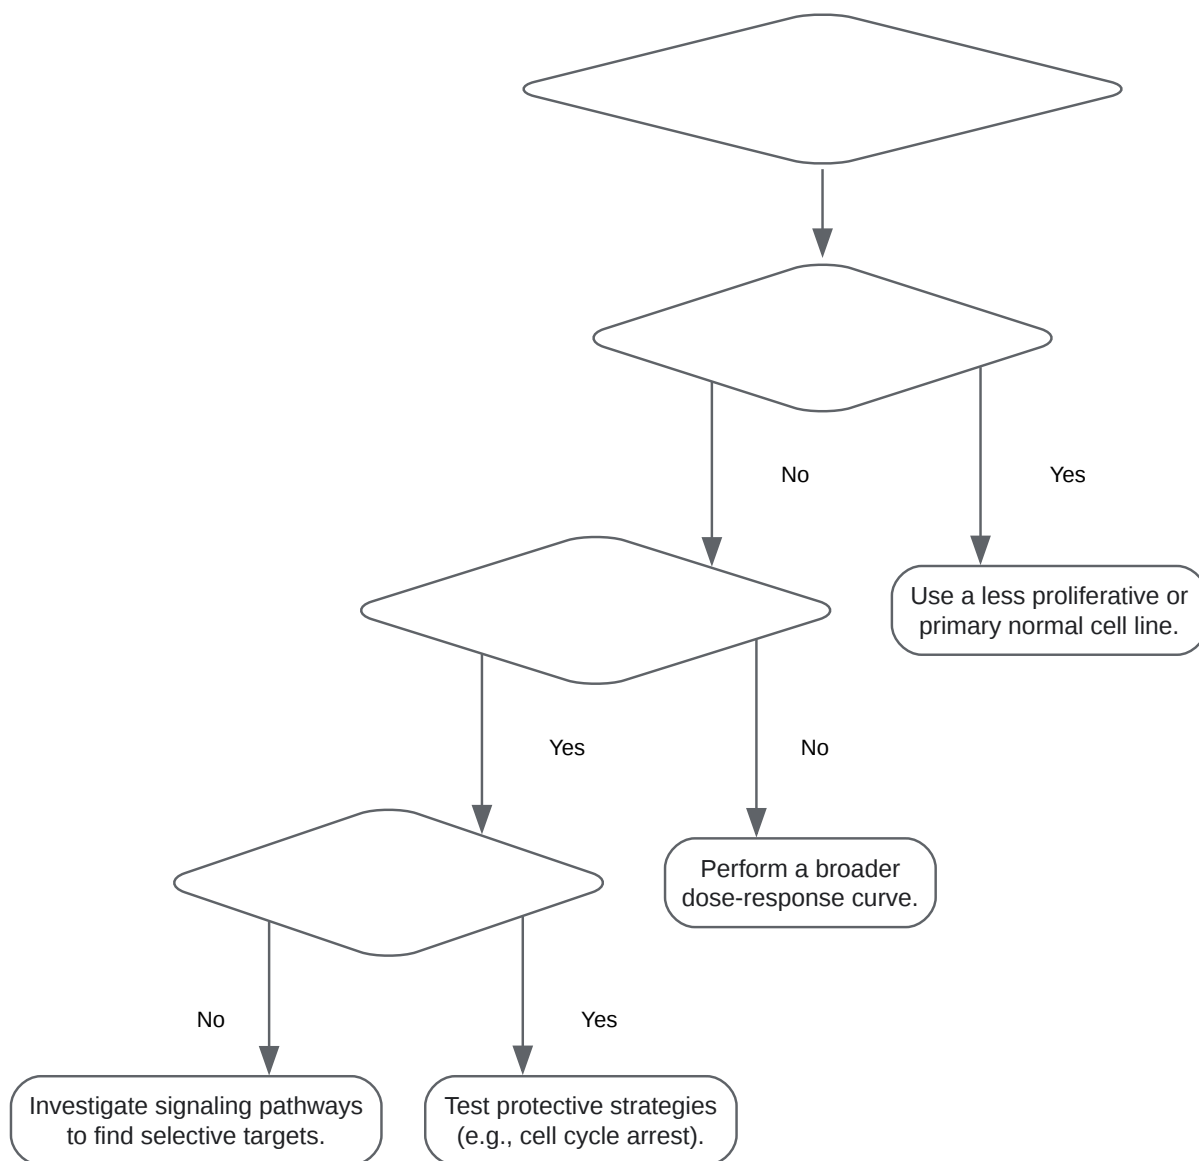 No
Yes
Use a less proliferative or
primary normal cell line.
Yes
No
Perform a broader
dose-response curve.
No
Yes
Investigate signaling pathways
to find selective targets.
Test protective strategies
(e.g., cell cycle arrest).